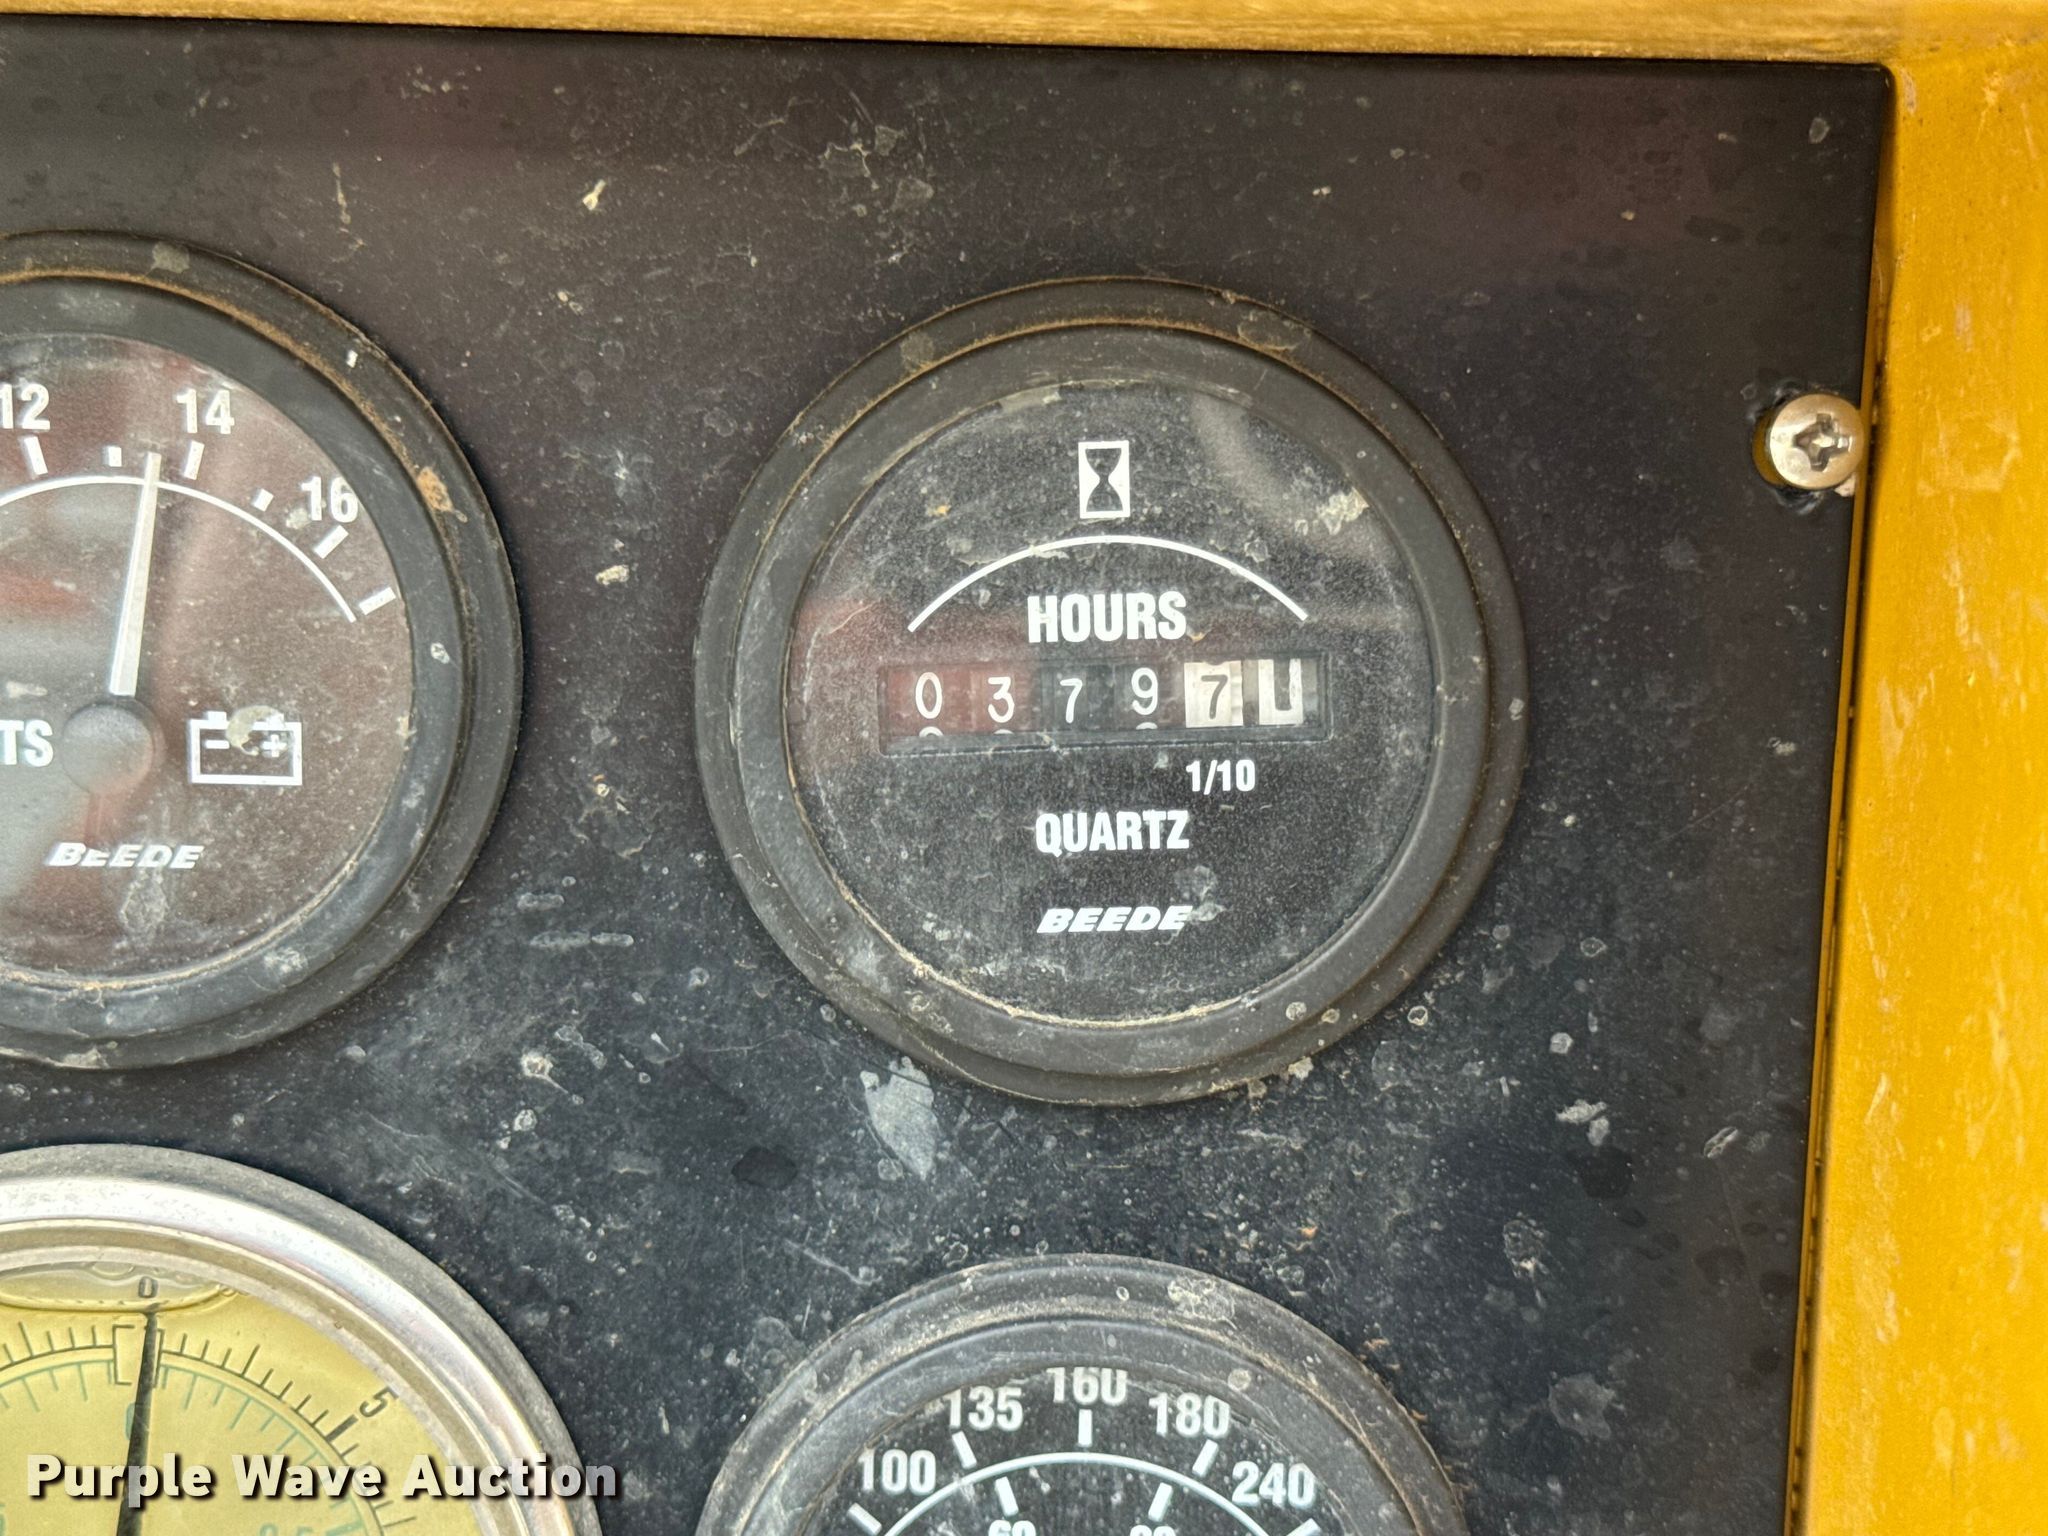 12 14 16
TS
- +
BEEDE
HOURS
0 3 7 9 7
1/10
QUARTZ
BEEDE
0
5
100 135 160 180 240
60
Purple Wave Auction